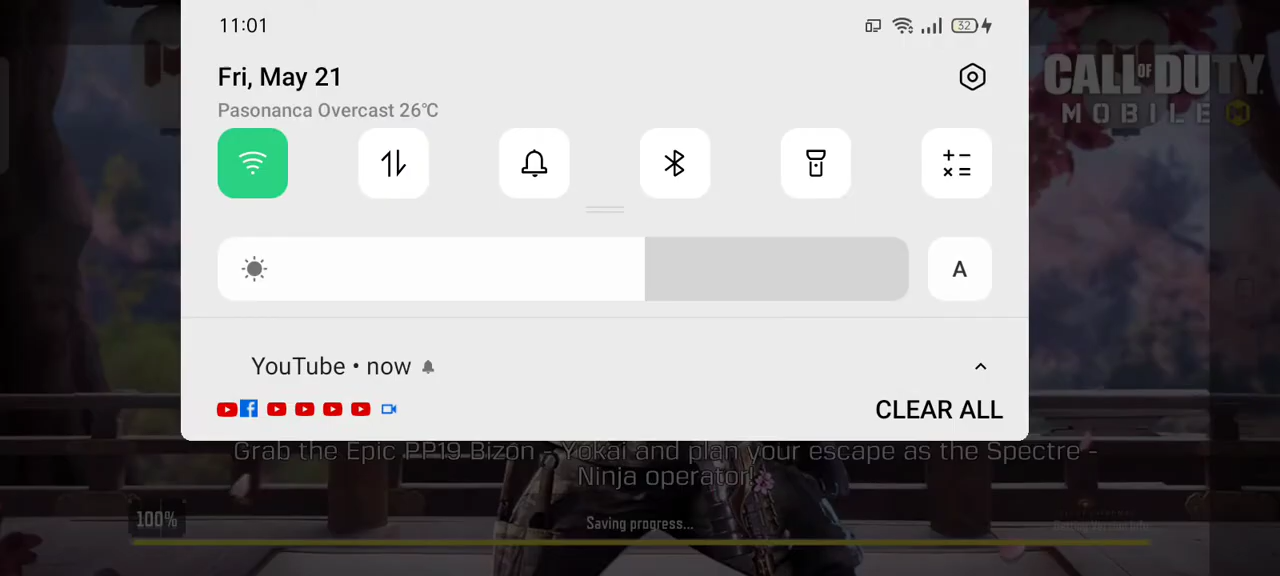 11:01
32
Fri, May 21
Pasonanca Overcast 26℃
CALL OF DUTY
MOBILE
A
YouTube • now
CLEAR ALL
Grab the Epic PP19 Bizon - Yokai and plan your escape as the Spectre -
Ninja operator!
100%
Saving progress...